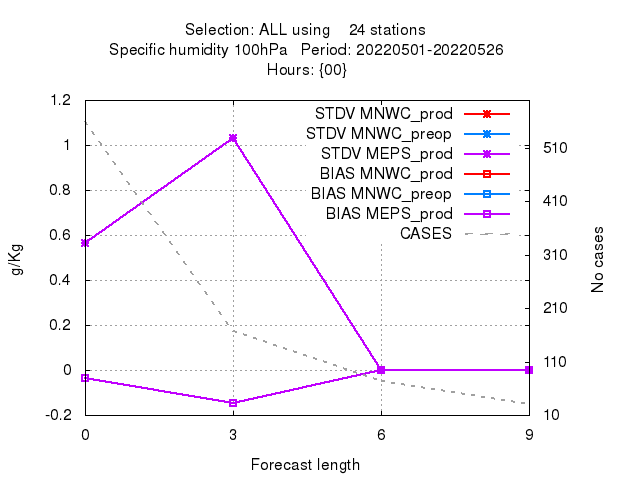 Selection: ALL using    24 stations
Specific humidity 100hPa   Period: 20220501-20220526
Hours: {00}
1.2
1
0.8
0.6
0.4
0.2
0
-0.2
g/Kg
STDV MNWC_prod
STDV MNWC_preop
STDV MEPS_prod
BIAS MNWC_prod
BIAS MNWC_preop
BIAS MEPS_prod
CASES
510
410
310
210
110
10
No cases
0 3 6 9
Forecast length